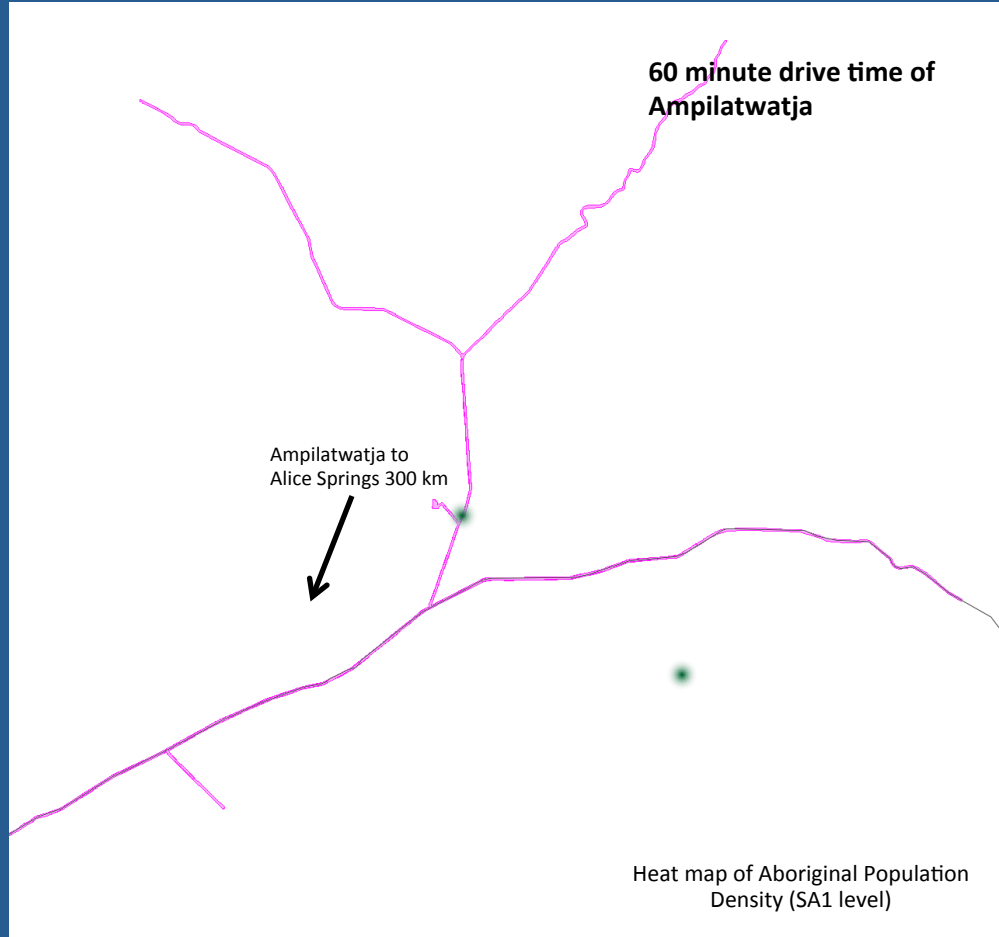 60 minute drive time of
Ampilatwatja
Ampilatwatja to
Alice Springs 300 km
Heat map of Aboriginal Population
Density (SA1 level)